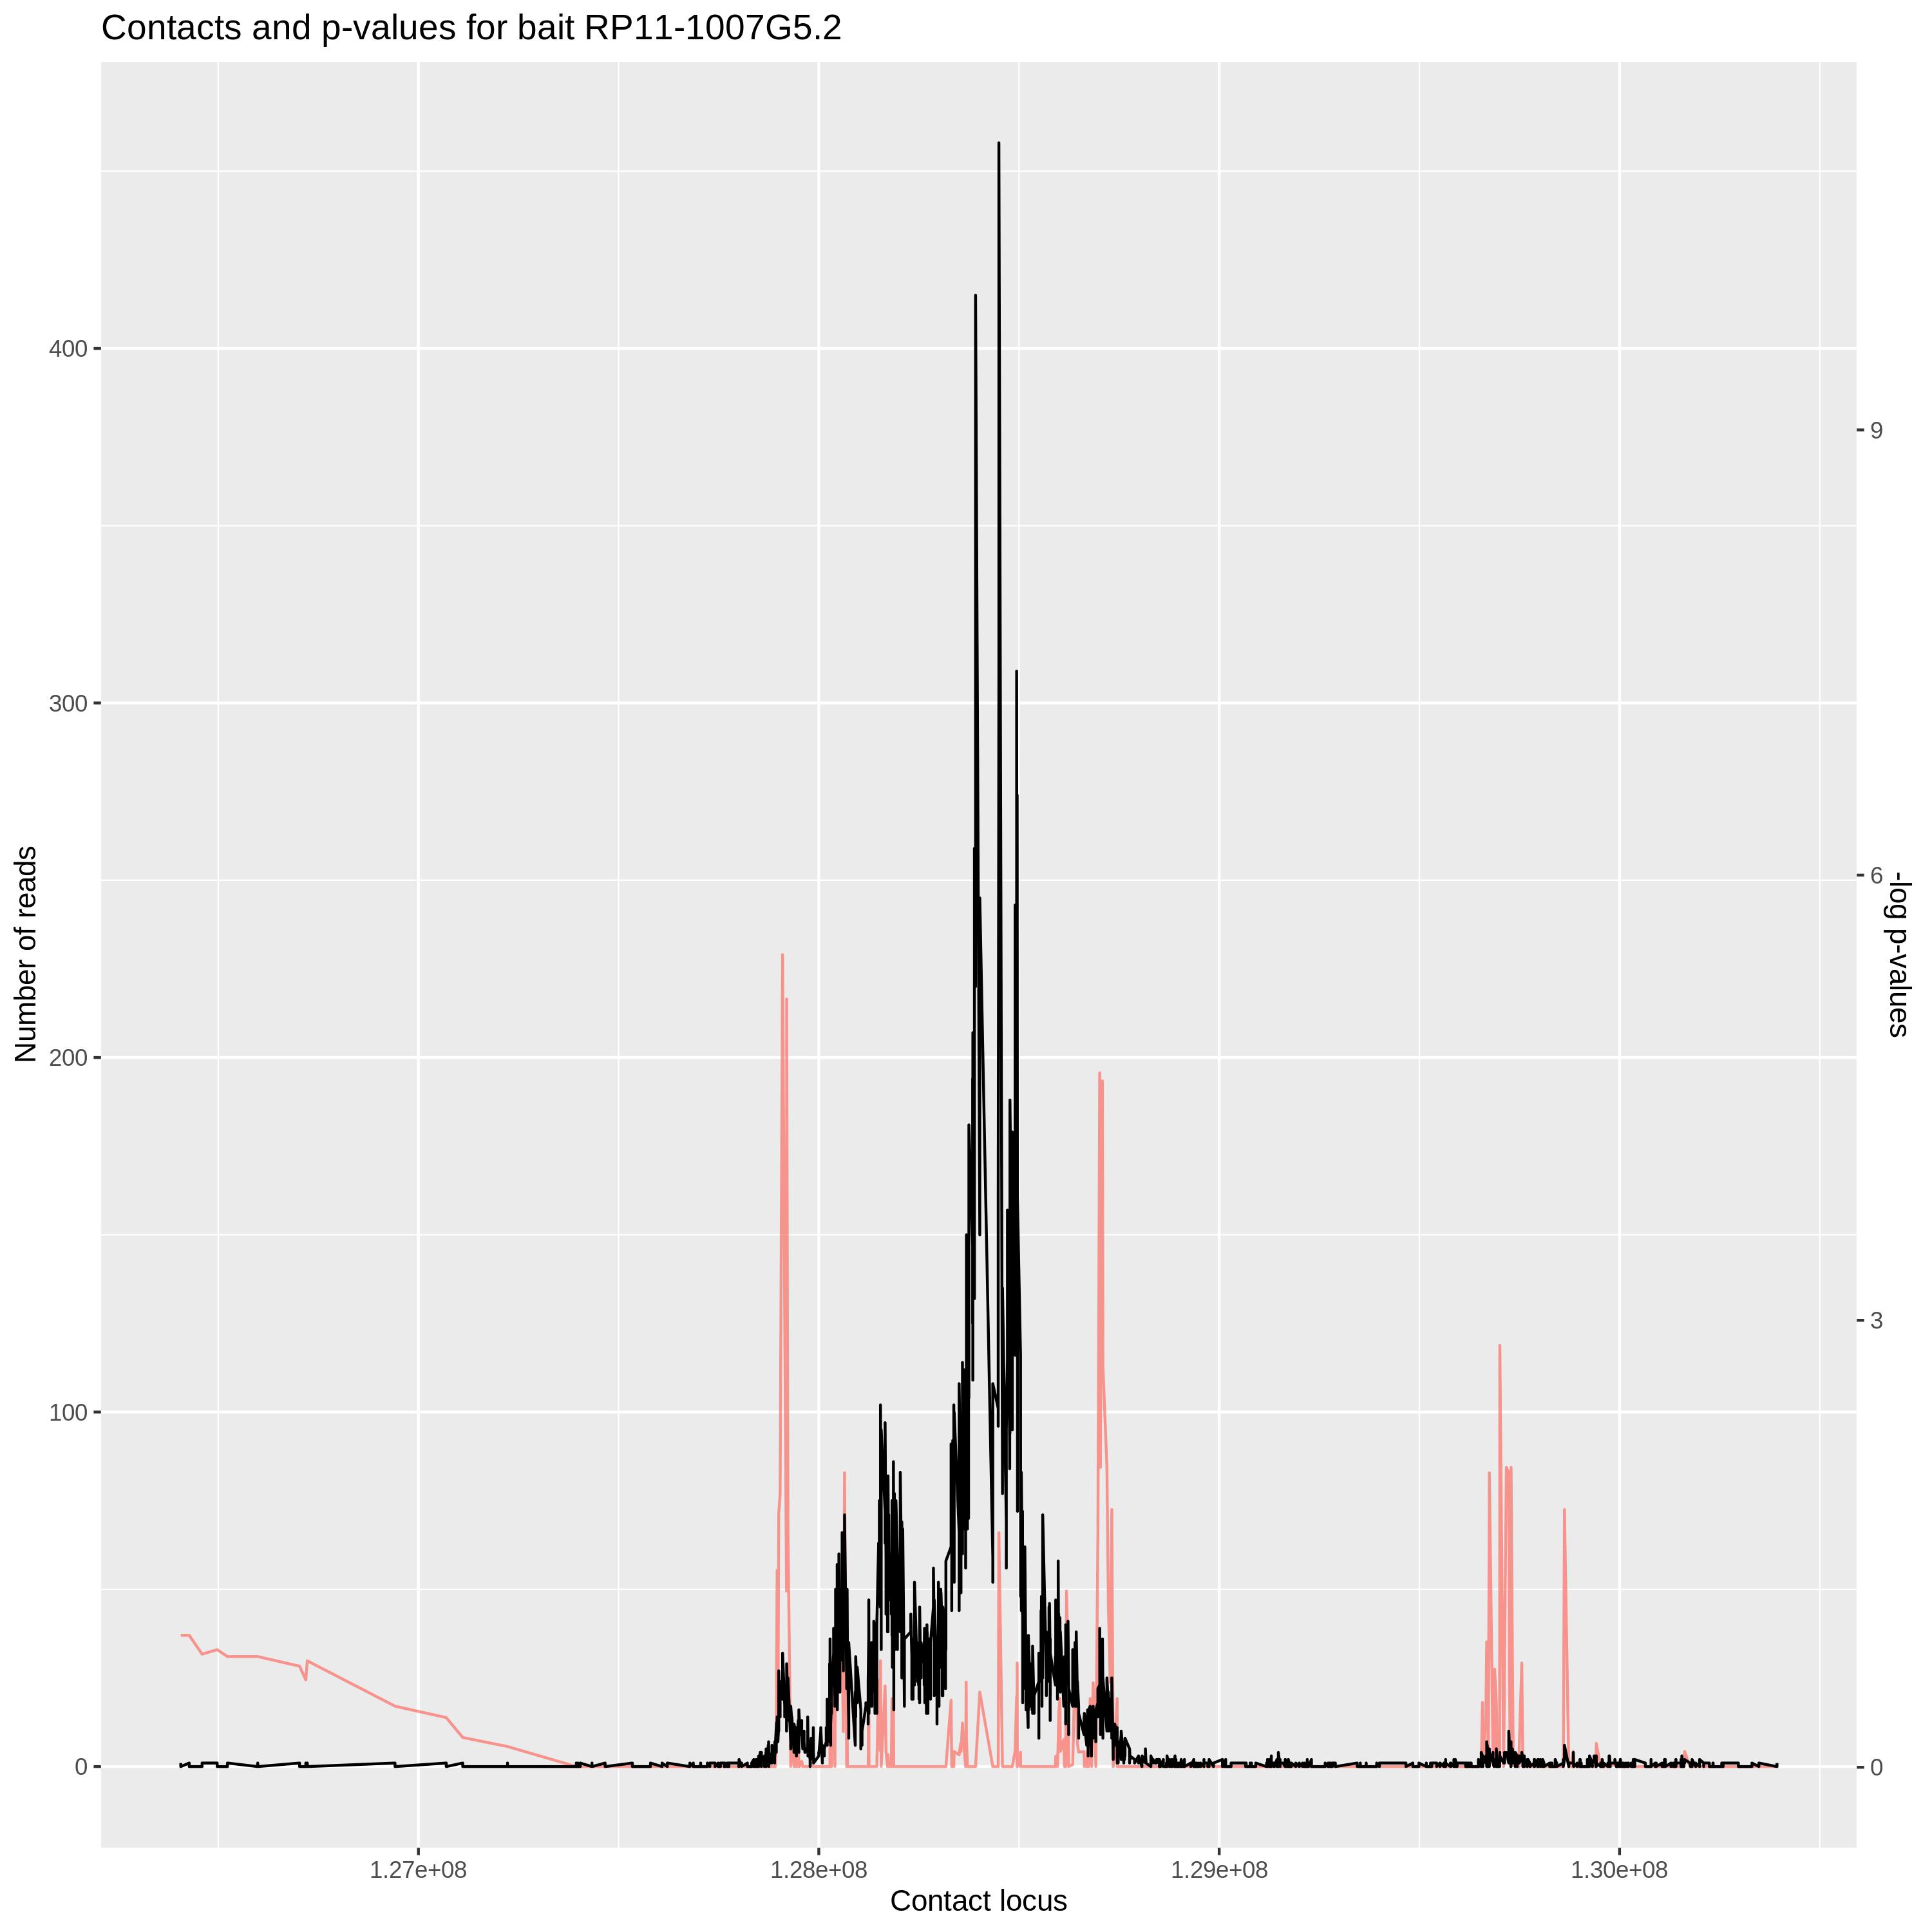 Contacts and p-values for bait RP11-1007G5.2
Number of reads
400
300
200
100
0
9
6
3
0
-log p-values
1.27e+08 1.28e+08 1.29e+08 1.30e+08
Contact locus